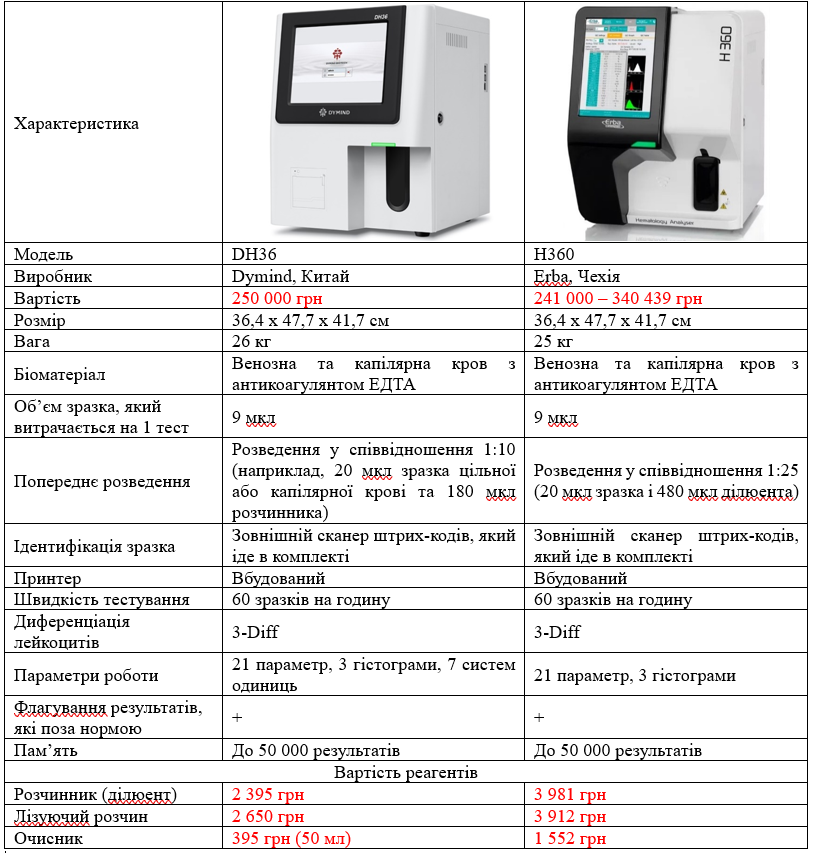 Характеристика
DH36
DYMIND
Erba
H 360
Hematology Analyser
Модель DH36 H360
Виробник Dymind, Китай Erba, Чехія
Вартість 250 000 грн 241 000 – 340 439 грн
Розмір 36,4 х 47,7 х 41,7 см 36,4 х 47,7 х 41,7 см
Вага 26 кг 25 кг
Біоматеріал
Венозна та капілярна кров з
антикоагулянтом ЕДТА
Венозна та капілярна кров з
антикоагулянтом ЕДТА
Об’єм зразка, який
витрачається на 1 тест
9 мкл
9 мкл
Попереднє розведення
Розведення у співвідношення 1:10
(наприклад, 20 мкл зразка цільної
або капілярної крові та 180 мкл
розчинника)
Розведення у співвідношення 1:25
(20 мкл зразка і 480 мкл ділюента)
Ідентифікація зразка
Зовнішній сканер штрих-кодів, який
іде в комплекті
Зовнішній сканер штрих-кодів,
який іде в комплекті
Принтер Вбудований Вбудований
Швидкість тестування 60 зразків на годину 60 зразків на годину
Диференціація
лейкоцитів
3-Diff
3-Diff
Параметри роботи
21 параметр, 3 гістограми, 7 систем
одиниць
21 параметр, 3 гістограми
Флагування результатів,
які поза нормою
+
+
Пам’ять До 50 000 результатів До 50 000 результатів
Вартість реагентів
Розчинник (ділюент) 2 395 грн 3 981 грн
Лізуючий розчин 2 650 грн 3 912 грн
Очисник 395 грн (50 мл) 1 552 грн